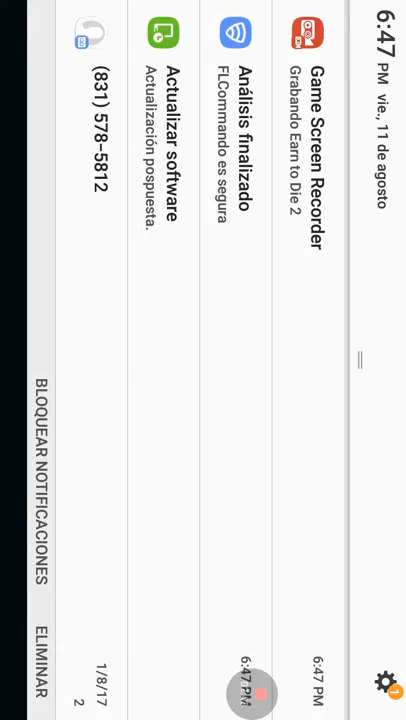 6:47 PM vie., 11 de agosto
1
Game Screen Recorder
6:47 PM
Grabando Earn to Die 2
Análisis finalizado
6:47 PM
FLCommando es segura
Actualizar software
Actualización pospuesta.
(831) 578-5812
1/8/17
2
BLOQUEAR NOTIFICACIONES
ELIMINAR